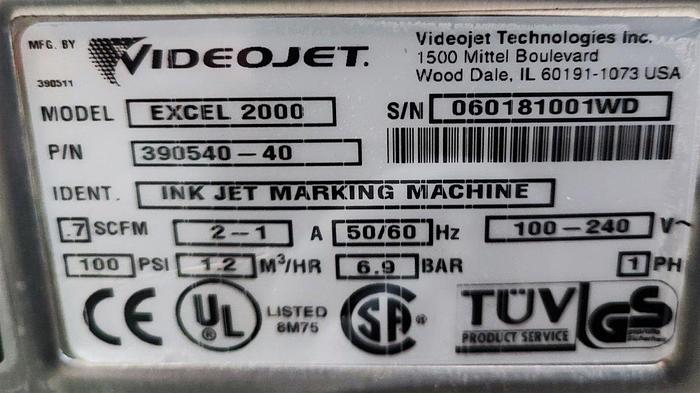 MFG. BY
VIDEOJET.
Videojet Technologies Inc.
1500 Mittel Boulevard
Wood Dale, IL 60191-1073 USA
390511
MODEL EXCEL 2000 S/N 060181001WD
P/N 390540-40
IDENT. INK JET MARKING MACHINE
.7 SCFM 2-1 A 50/60 Hz 100-240 V~
100 PSI 1.2 M³/HR 6.9 BAR 1 PH
CE UL ® LISTED 8M75 SA ® TÜV PRODUCT SERVICE GS geprüfte Sicherheit